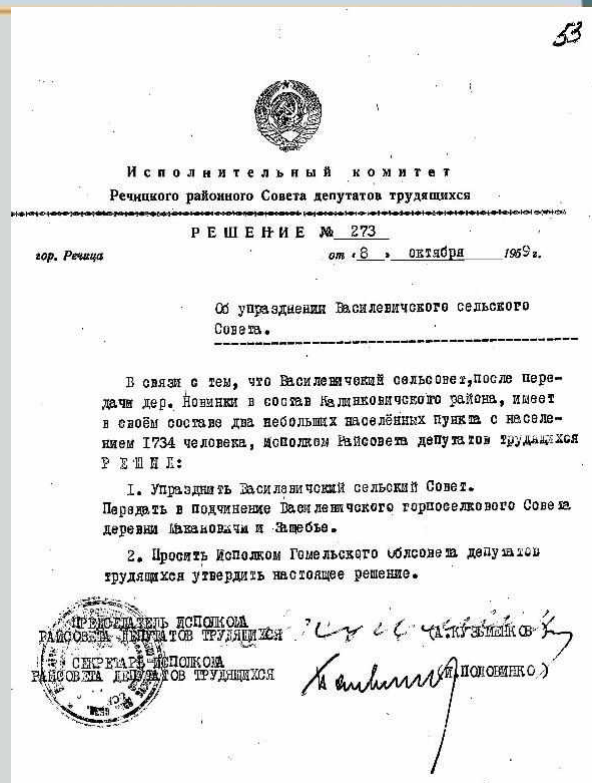 53
Исполнительный комитет
Речицкого районного Совета депутатов трудящихся
РЕШЕНИЕ № 273
гор. Речица от «8» октября 1969 г.
Об упразднении Василевичского сельского
Совета.
В связи с тем, что Василевичский сельсовет,после пере-
дачи дер. Новинки в состав Калинковичского района, имеет
в своём составе два небольших населённых пункта с населе-
нием 1734 человека, исполком Райсовета депутатов трудящихся
РЕШИЛ:
1. Упразднить Василевичский сельский Совет.
Передать в подчинение Василевичского горпоселкового Совета
деревни Макановичи и Защебье.
2. Просить Исполком Гомельского облсовета депутатов
трудящихся утвердить настоящее решение.
ПРЕДСЕДАТЕЛЬ ИСПОЛКОМА
РАЙСОВЕТА ДЕПУТАТОВ ТРУДЯЩИХСЯ (А.КУЗЬМЕНКОВ)
СЕКРЕТАРЬ ИСПОЛКОМА
РАЙСОВЕТА ДЕПУТАТОВ ТРУДЯЩИХСЯ (И.ПОЛОВИНКО)